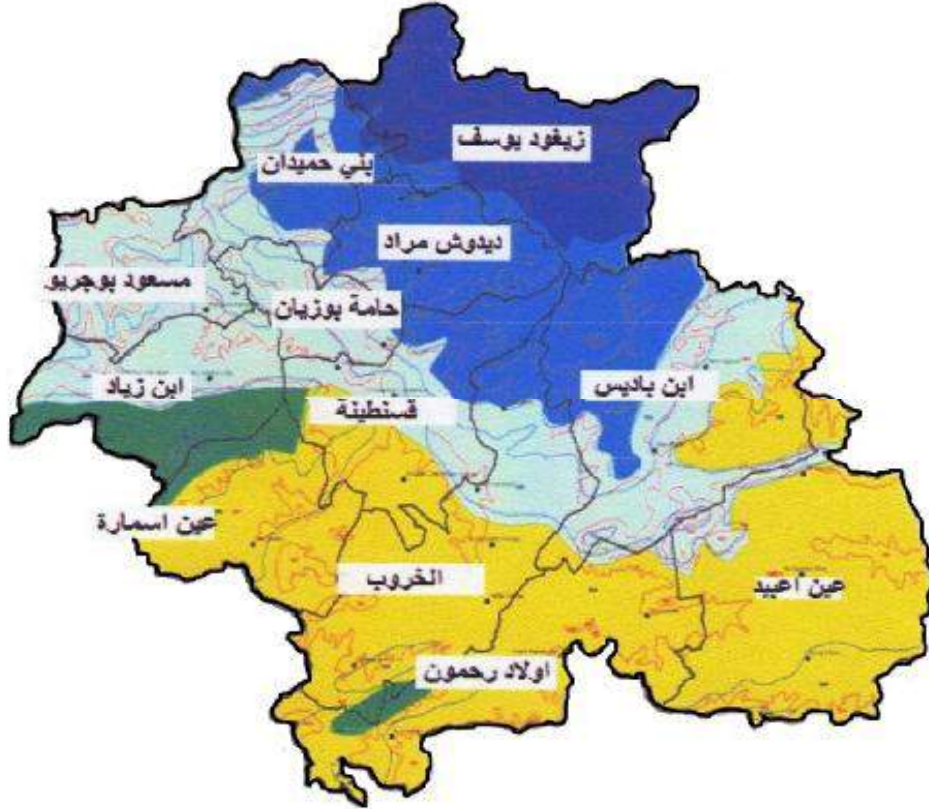 زيغود يوسف
بني حميدان
ديدوش مراد
مسعود بوجريو
حامة بوزيان
ابن زياد
ابن باديس
قسنطينة
عين اسمارة
الخروب
عين اعبيد
اولاد رحمون